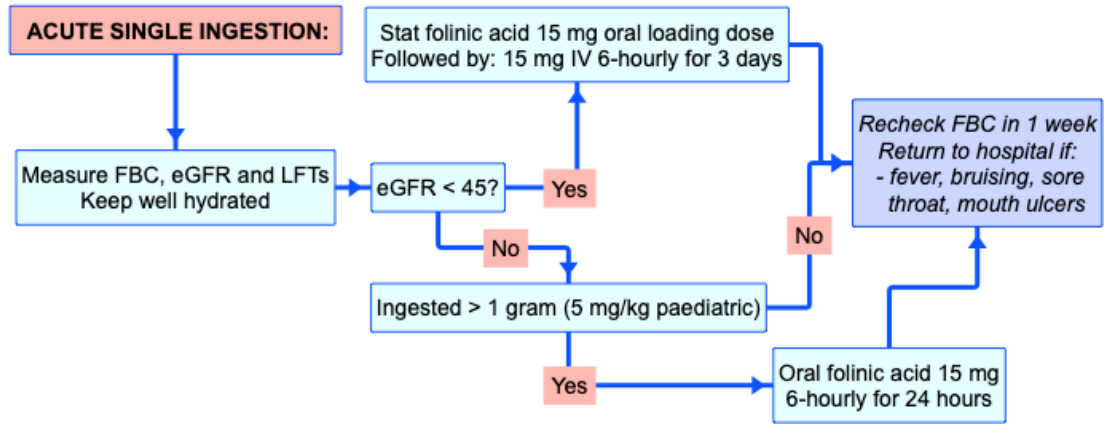 ACUTE SINGLE INGESTION:
Measure FBC, eGFR and LFTs
Keep well hydrated
eGFR < 45?
Yes
Stat folinic acid 15 mg oral loading dose
Followed by: 15 mg IV 6-hourly for 3 days
No
Ingested > 1 gram (5 mg/kg paediatric)
No
Yes
Oral folinic acid 15 mg
6-hourly for 24 hours
Recheck FBC in 1 week
Return to hospital if:
- fever, bruising, sore
throat, mouth ulcers